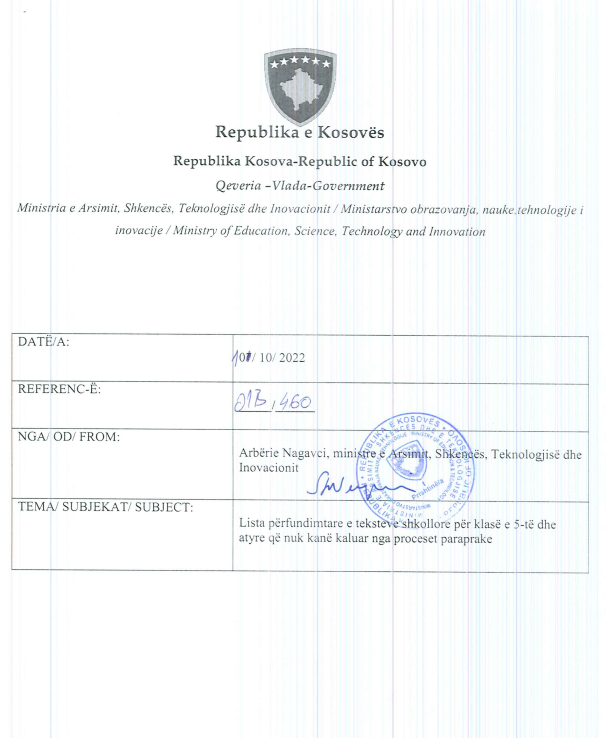 Republika e Kosovës
Republika Kosova-Republic of Kosovo
Qeveria –Vlada-Government
Ministria e Arsimit, Shkencës, Teknologjisë dhe Inovacionit / Ministarstvo obrazovanja, nauke,tehnologije i
inovacije / Ministry of Education, Science, Technology and Innovation
DATË/A:
/ 10/ 2022
REFERENC-Ë:
01B / 460
NGA/ OD/ FROM:
Arbërie Nagavci, ministre e Arsimit, Shkencës, Teknologjisë dhe
Inovacionit
TEMA/ SUBJEKAT/ SUBJECT:
Lista përfundimtare e teksteve shkollore për klasë e 5-të dhe
atyre që nuk kanë kaluar nga proceset paraprake